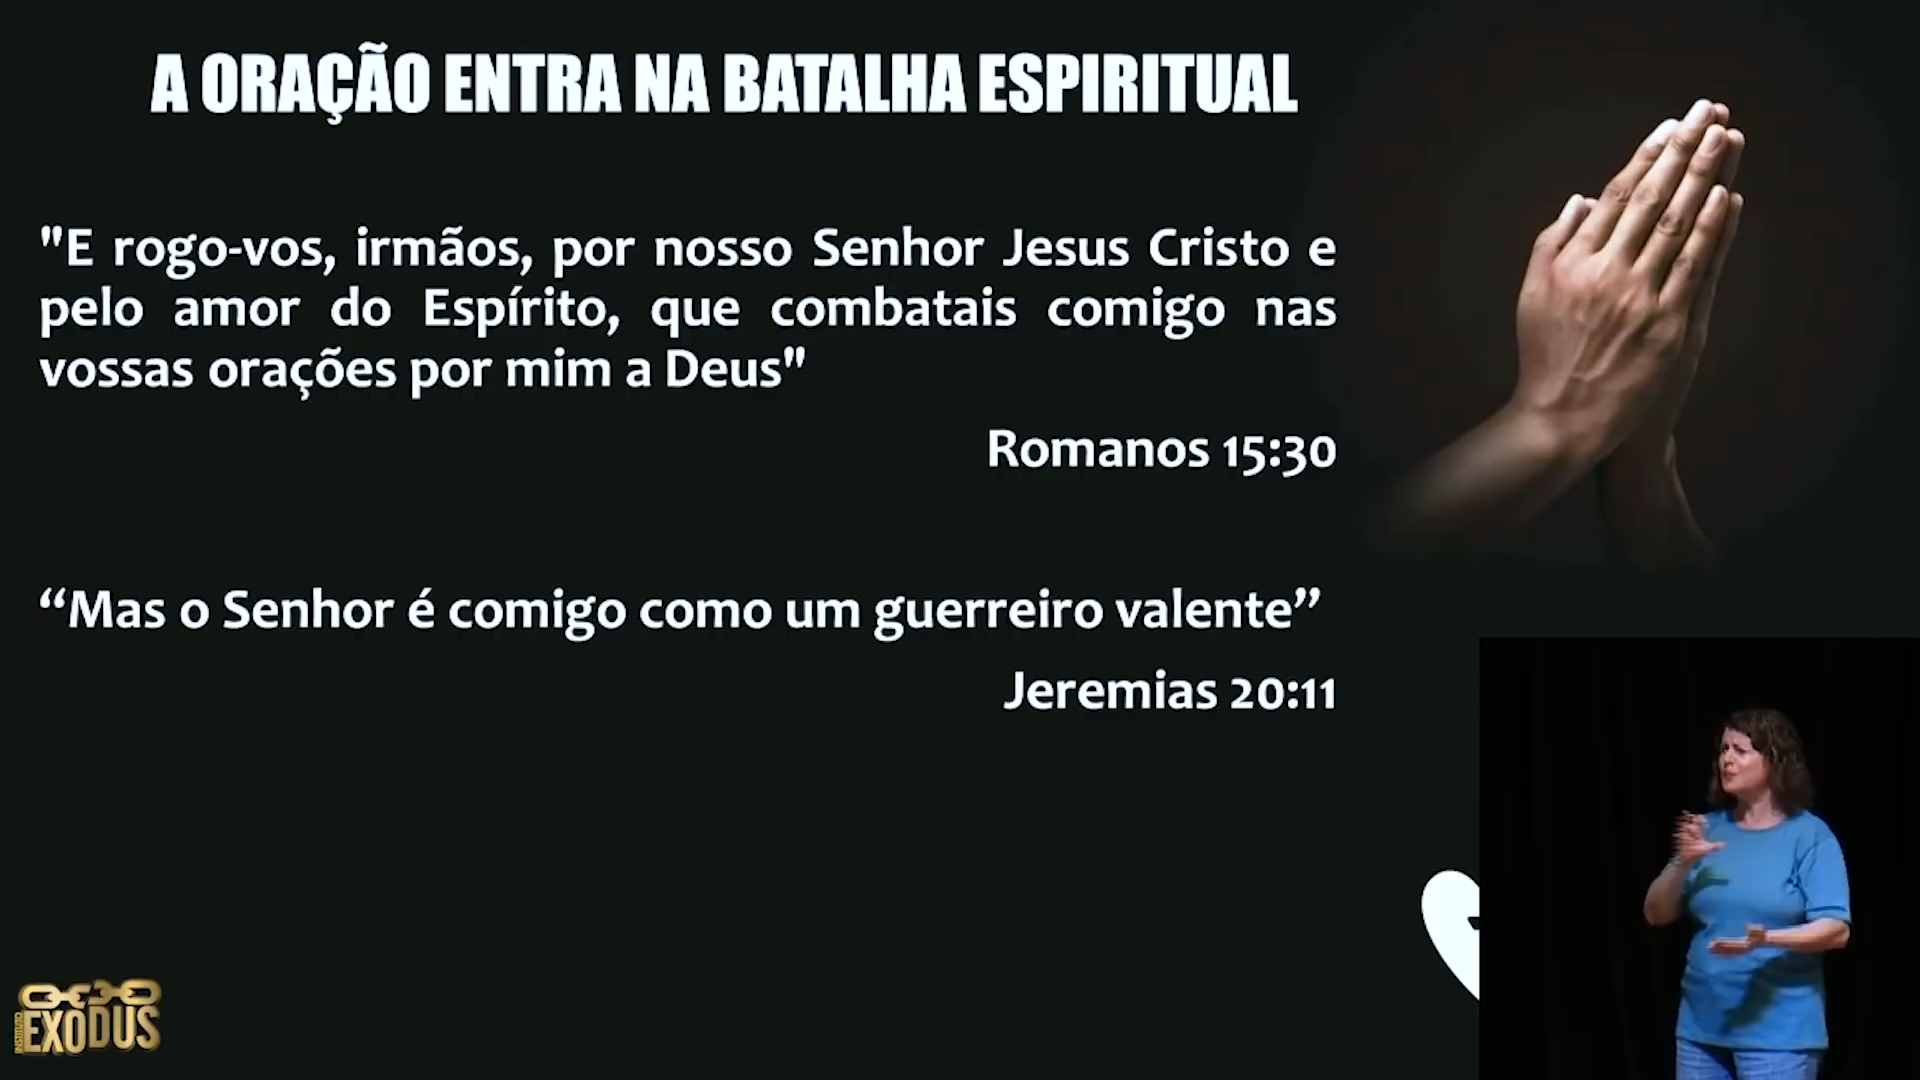 A ORAÇÃO ENTRA NA BATALHA ESPIRITUAL
"E rogo-vos, irmãos, por nosso Senhor Jesus Cristo e
pelo amor do Espírito, que combatais comigo nas
vossas orações por mim a Deus"
Romanos 15:30
“Mas o Senhor é comigo como um guerreiro valente”
Jeremias 20:11
INSTITUTO
EXODUS